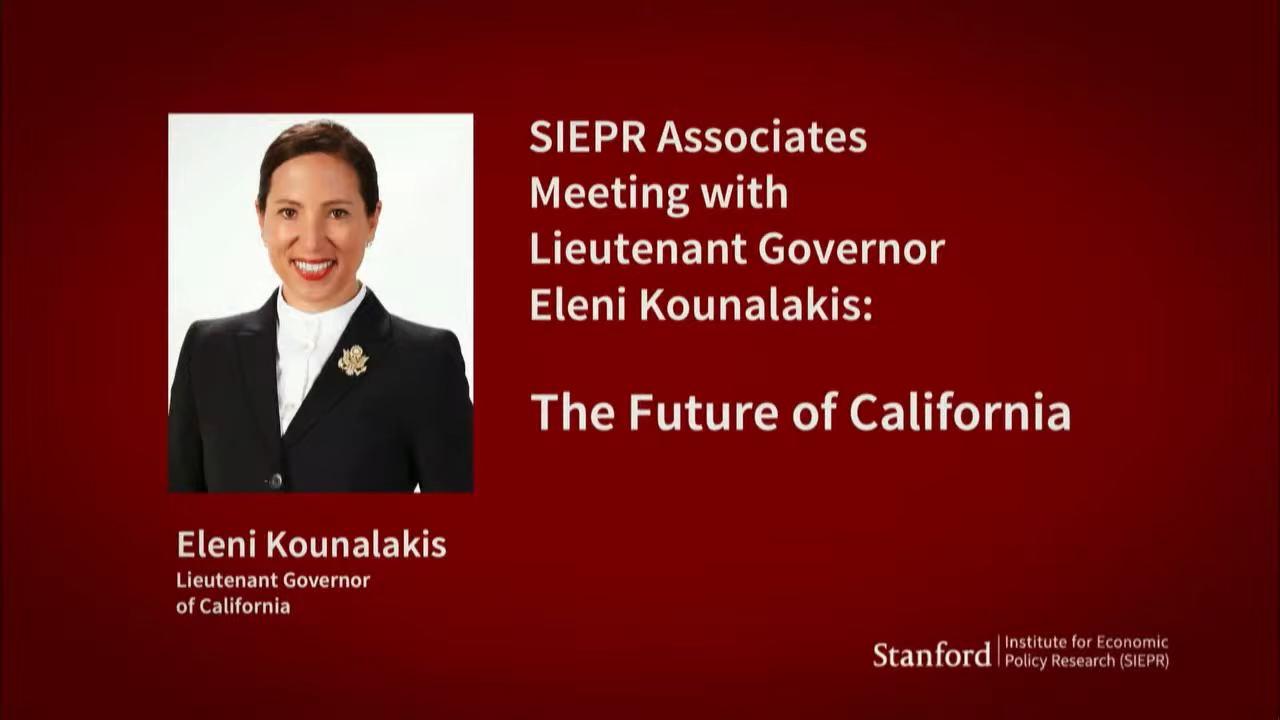 SIEPR Associates
Meeting with
Lieutenant Governor
Eleni Kounalakis:
The Future of California
Eleni Kounalakis
Lieutenant Governor
of California
Stanford
Institute for Economic
Policy Research (SIEPR)